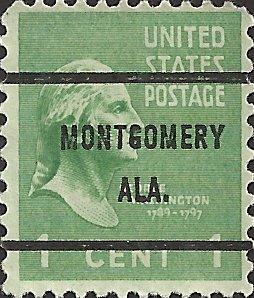 UNITED
STATES
POSTAGE
MONTGOMERY
ALA.
1789-1797
1 CENT 1